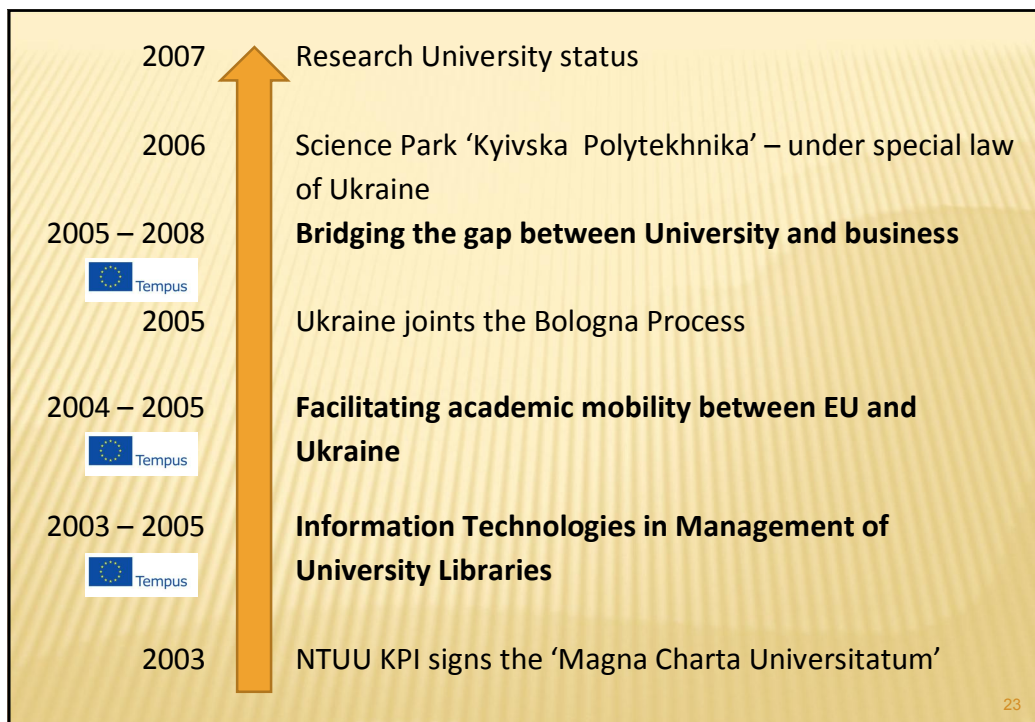 2007 Research University status
2006 Science Park ‘Kyivska Polytekhnika’ – under special law
of Ukraine
2005 – 2008 Bridging the gap between University and business
Tempus
2005 Ukraine joints the Bologna Process
2004 – 2005 Facilitating academic mobility between EU and
Ukraine
Tempus
2003 – 2005 Information Technologies in Management of
University Libraries
Tempus
2003 NTUU KPI signs the ‘Magna Charta Universitatum’
23